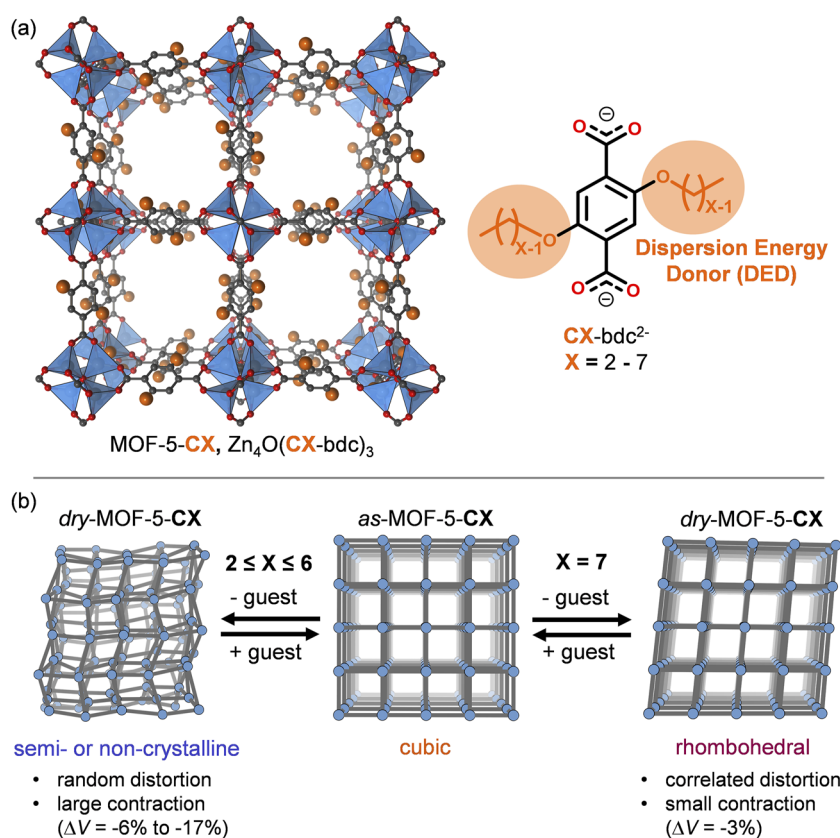 (a)
O
O
⊖
O
X-1
X-1
O
Dispersion Energy
Donor (DED)
O
O
⊖
CX-bdc²⁻
X = 2 - 7
MOF-5-CX, Zn₄O(CX-bdc)₃
(b)
dry-MOF-5-CX
as-MOF-5-CX
dry-MOF-5-CX
2 ≤ X ≤ 6
- guest
+ guest
X = 7
- guest
+ guest
semi- or non-crystalline
• random distortion
• large contraction
(ΔV = -6% to -17%)
cubic
rhombohedral
• correlated distortion
• small contraction
(ΔV = -3%)